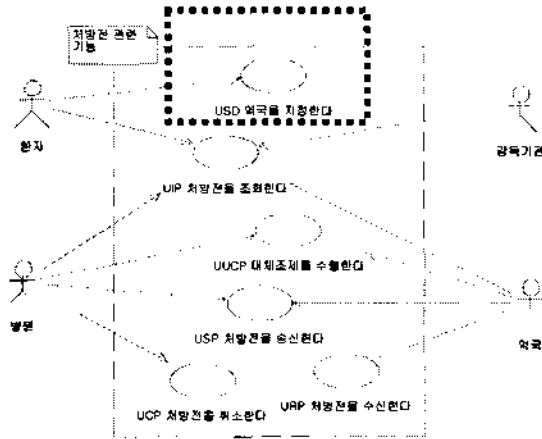 처방전 관련
기능
USD 약국을 지정한다
환자
감독기관
UIP 처방전을 조회한다
UUCP 대체조제를 수행한다
병원
USP 처방전을 송신한다
약국
UCP 처방전을 취소한다
URP 처방전을 수신한다